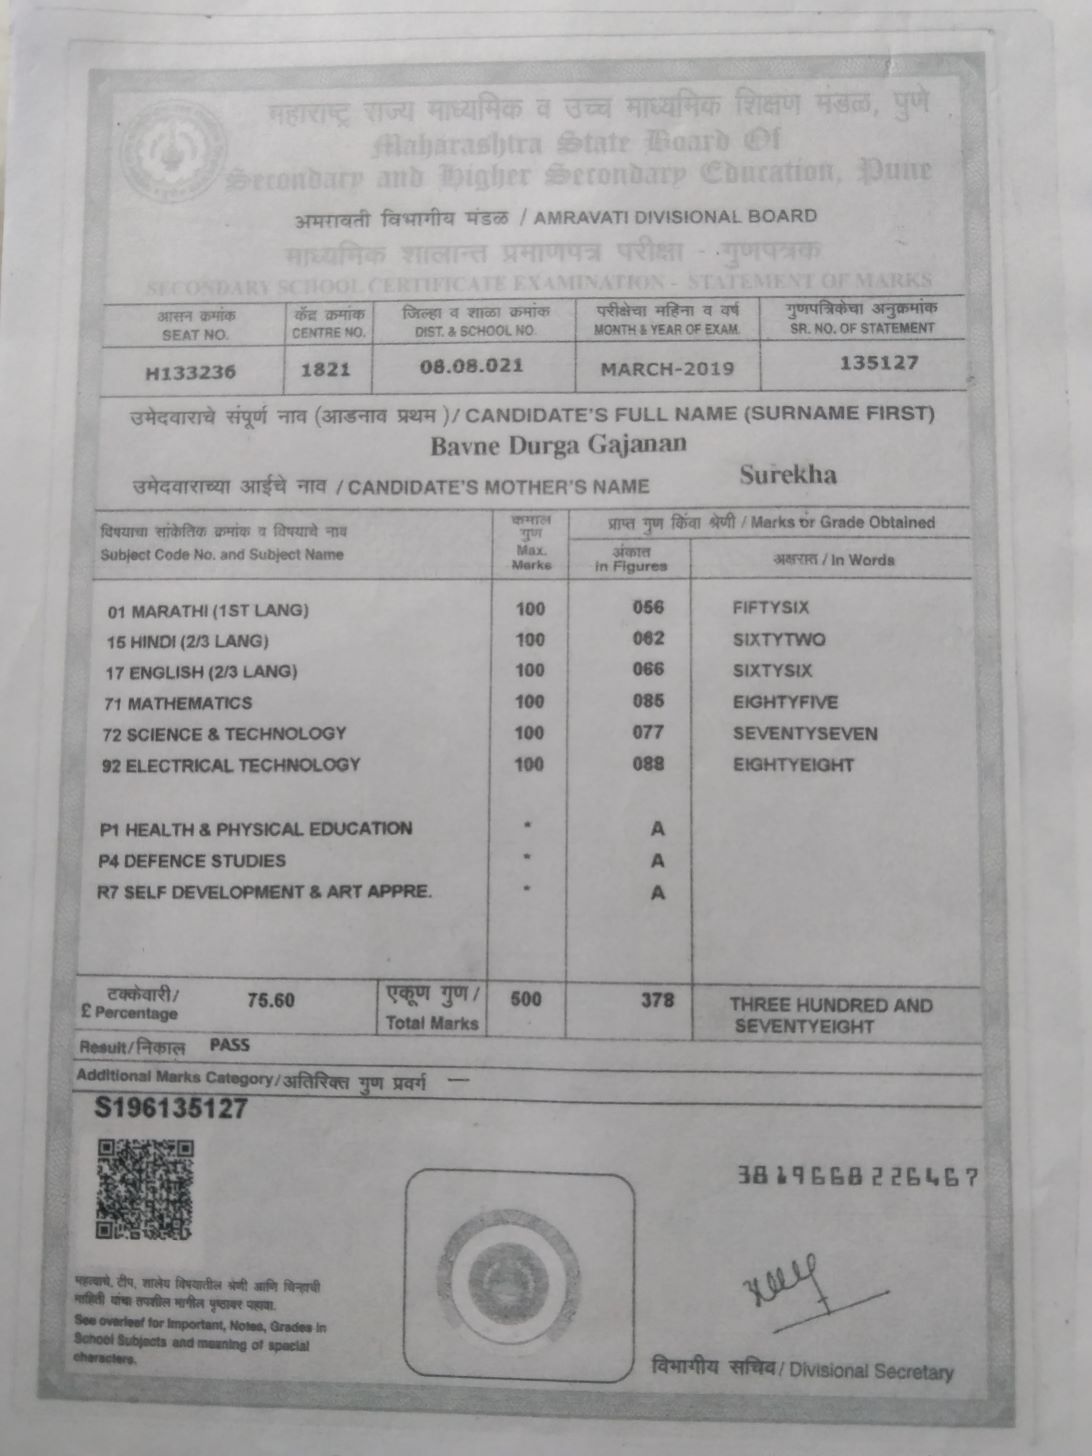 महाराष्ट्र राज्य माध्यमिक व उच्च माध्यमिक शिक्षण मंडळ, पुणे
Maharashtra State Board Of
Secondary and Higher Secondary Education, Pune
अमरावती विभागीय मंडळ / AMRAVATI DIVISIONAL BOARD
माध्यमिक शालान्त प्रमाणपत्र परीक्षा - गुणपत्रक
SECONDARY SCHOOL CERTIFICATE EXAMINATION - STATEMENT OF MARKS
आसन क्रमांक केंद्र क्रमांक जिल्हा व शाळा क्रमांक परीक्षेचा महिना व वर्ष गुणपत्रिकेचा अनुक्रमांक
SEAT NO. CENTRE NO. DIST. & SCHOOL NO. MONTH & YEAR OF EXAM. SR. NO. OF STATEMENT
H133236 1821 08.08.021 MARCH-2019 135127
उमेदवाराचे संपूर्ण नाव (आडनाव प्रथम )/ CANDIDATE'S FULL NAME (SURNAME FIRST)
Bavne Durga Gajanan
उमेदवाराच्या आईचे नाव / CANDIDATE'S MOTHER'S NAME Surekha
विषयाचा सांकेतिक क्रमांक व विषयाचे नाव कमाल गुण प्राप्त गुण किंवा श्रेणी / Marks or Grade Obtained
Subject Code No. and Subject Name Max. Marks अंकात in Figures अक्षरात / In Words
01 MARATHI (1ST LANG) 100 056 FIFTYSIX
15 HINDI (2/3 LANG) 100 062 SIXTYTWO
17 ENGLISH (2/3 LANG) 100 066 SIXTYSIX
71 MATHEMATICS 100 085 EIGHTYFIVE
72 SCIENCE & TECHNOLOGY 100 077 SEVENTYSEVEN
92 ELECTRICAL TECHNOLOGY 100 088 EIGHTYEIGHT
P1 HEALTH & PHYSICAL EDUCATION * A
P4 DEFENCE STUDIES * A
R7 SELF DEVELOPMENT & ART APPRE. * A
टक्केवारी/ 75.60 एकूण गुण / 500 378 THREE HUNDRED AND
£ Percentage Total Marks SEVENTYEIGHT
Result/निकाल PASS
Additional Marks Category/अतिरिक्त गुण प्रवर्ग —
S196135127
3819668226467
महत्वाचे, टीप, शालेय विषयातील श्रेणी आणि चिन्हाची
माहिती यांचा तपशील मागील पृष्ठावर पहावा.
See overleef for Important, Notes, Grades in
School Subjects and meaning of special
characters.
विभागीय सचिव/ Divisional Secretary